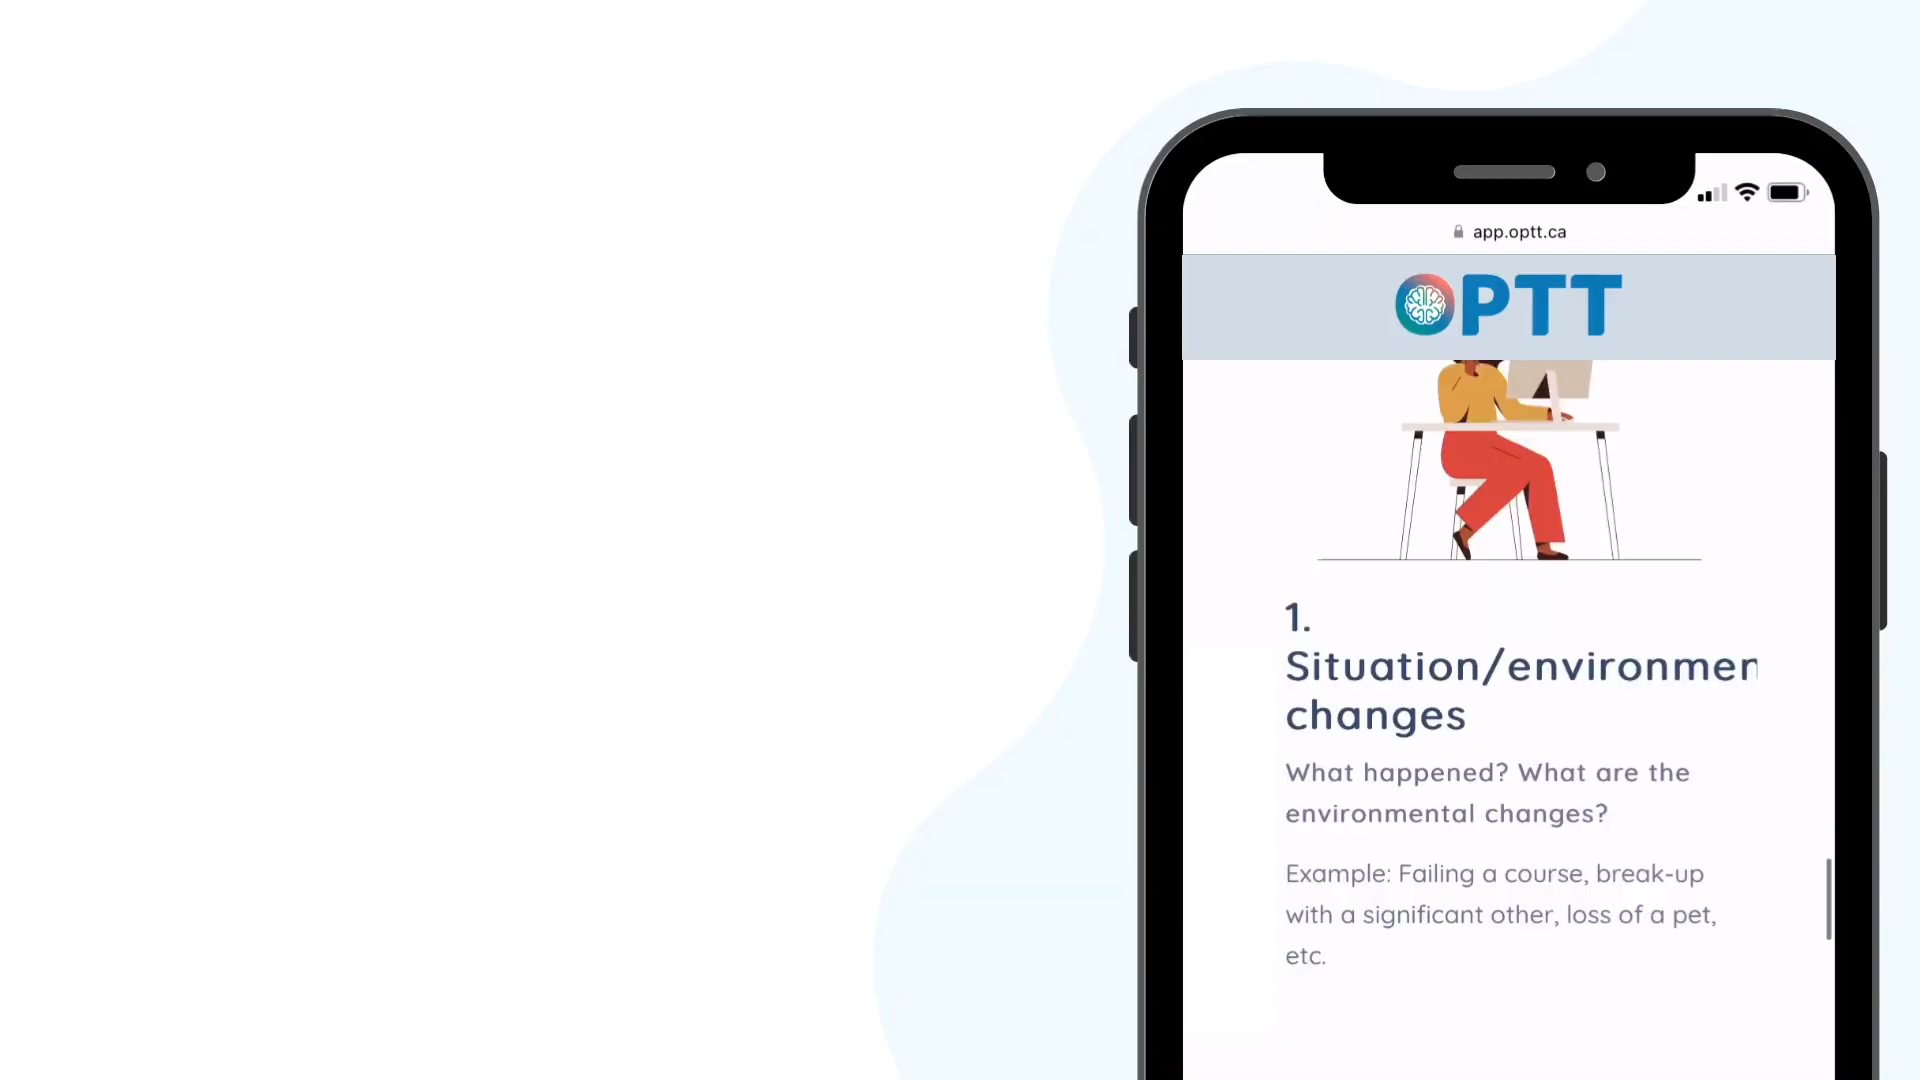 app.optt.ca
OPTT
1.
Situation/environmen
changes
What happened? What are the
environmental changes?
Example: Failing a course, break-up
with a significant other, loss of a pet,
etc.